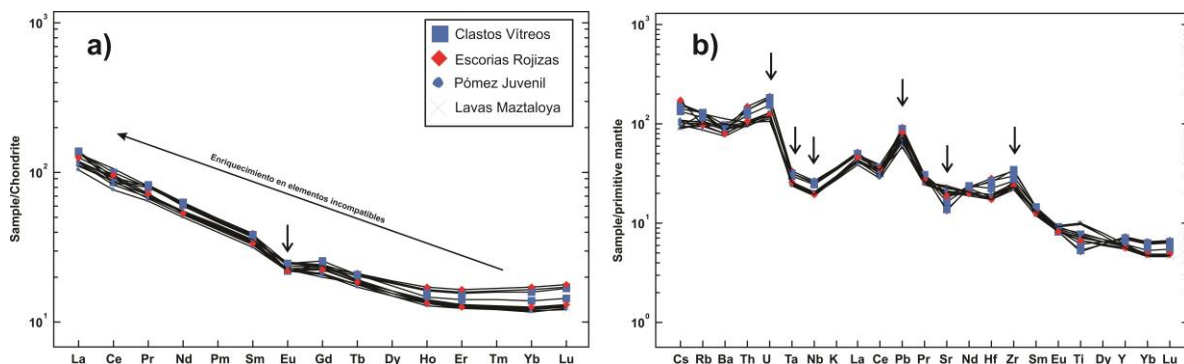 a)
Clastos Vítreos
Escorias Rojizas
Pómez Juvenil
Lavas Maztaloya
Enriquecimiento en elementos incompatibles
Sample/Chondrite
10³
10²
10¹
La Ce Pr Nd Pm Sm Eu Gd Tb Dy Ho Er Tm Yb Lu
b)
Sample/primitive mantle
10³
10²
10¹
10⁰
Cs Rb Ba Th U Ta Nb K La Ce Pb Pr Sr Nd Hf Zr Sm Eu Ti Dy Y Yb Lu